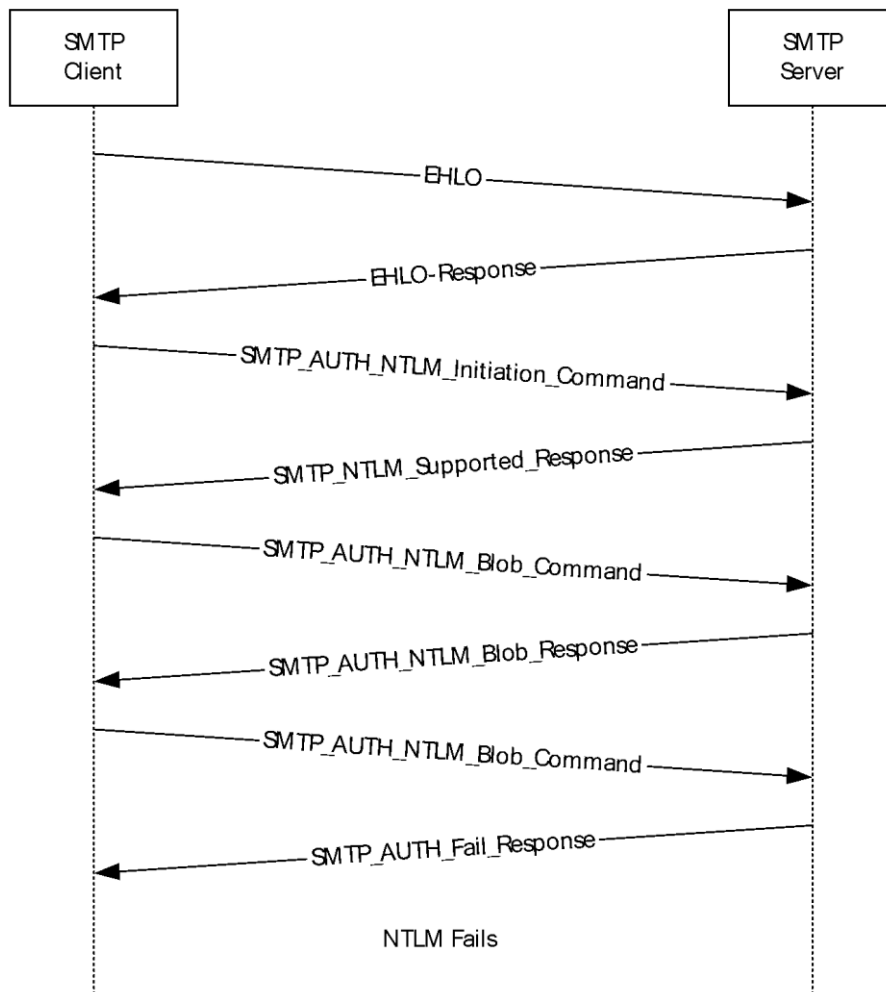 SMTP
Client
SMTP
Server
EHLO
EHLO-Response
SMTP_AUTH_NTLM_Initiation_Command
SMTP_NTLM_Supported_Response
SMTP_AUTH_NTLM_Blob_Command
SMTP_AUTH_NTLM_Blob_Response
SMTP_AUTH_NTLM_Blob_Command
SMTP_AUTH_Fail_Response
NTLM Fails